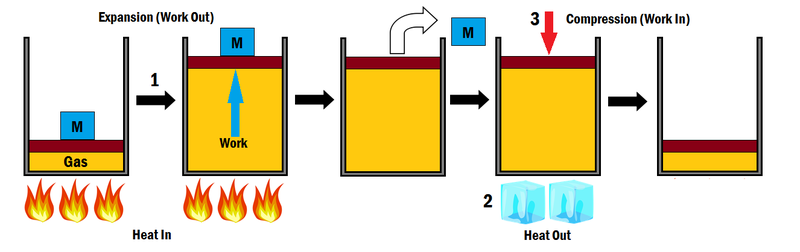 Expansion (Work Out)
M
Gas
Heat In
1
M
Work
M
3
Compression (Work In)
2
Heat Out